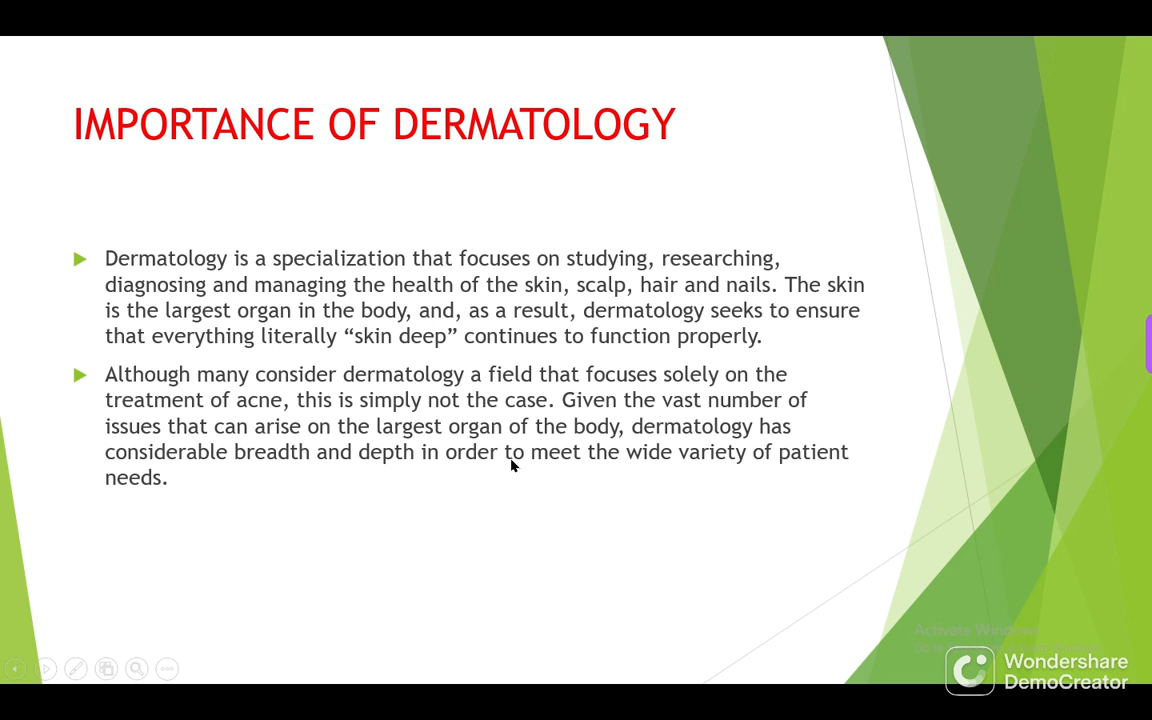 IMPORTANCE OF DERMATOLOGY
Dermatology is a specialization that focuses on studying, researching,
diagnosing and managing the health of the skin, scalp, hair and nails. The skin
is the largest organ in the body, and, as a result, dermatology seeks to ensure
that everything literally “skin deep” continues to function properly.
Although many consider dermatology a field that focuses solely on the
treatment of acne, this is simply not the case. Given the vast number of
issues that can arise on the largest organ of the body, dermatology has
considerable breadth and depth in order to meet the wide variety of patient
needs.
Activate Windows
Wondershare
DemoCreator